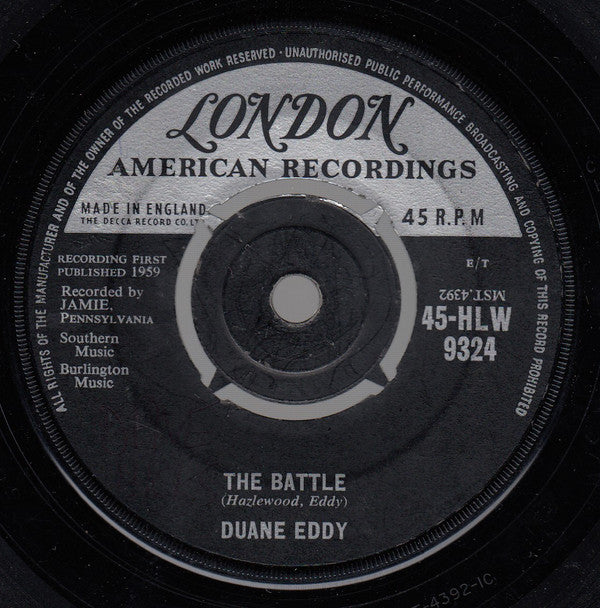 ALL RIGHTS OF THE MANUFACTURER AND OF THE OWNER OF THE RECORDED WORK RESERVED · UNAUTHORISED PUBLIC PERFORMANCE BROADCASTING AND COPYING OF THIS RECORD PROHIBITED
LONDON
AMERICAN RECORDINGS
MADE IN ENGLAND
THE DECCA RECORD CO. LTD
45 R.P.M
RECORDING FIRST
PUBLISHED 1959
Recorded by
JAMIE,
PENNSYLVANIA
Southern
Music
Burlington
Music
E/T
MST.4392
45-HLW
9324
THE BATTLE
(Hazlewood, Eddy)
DUANE EDDY
4392-1C